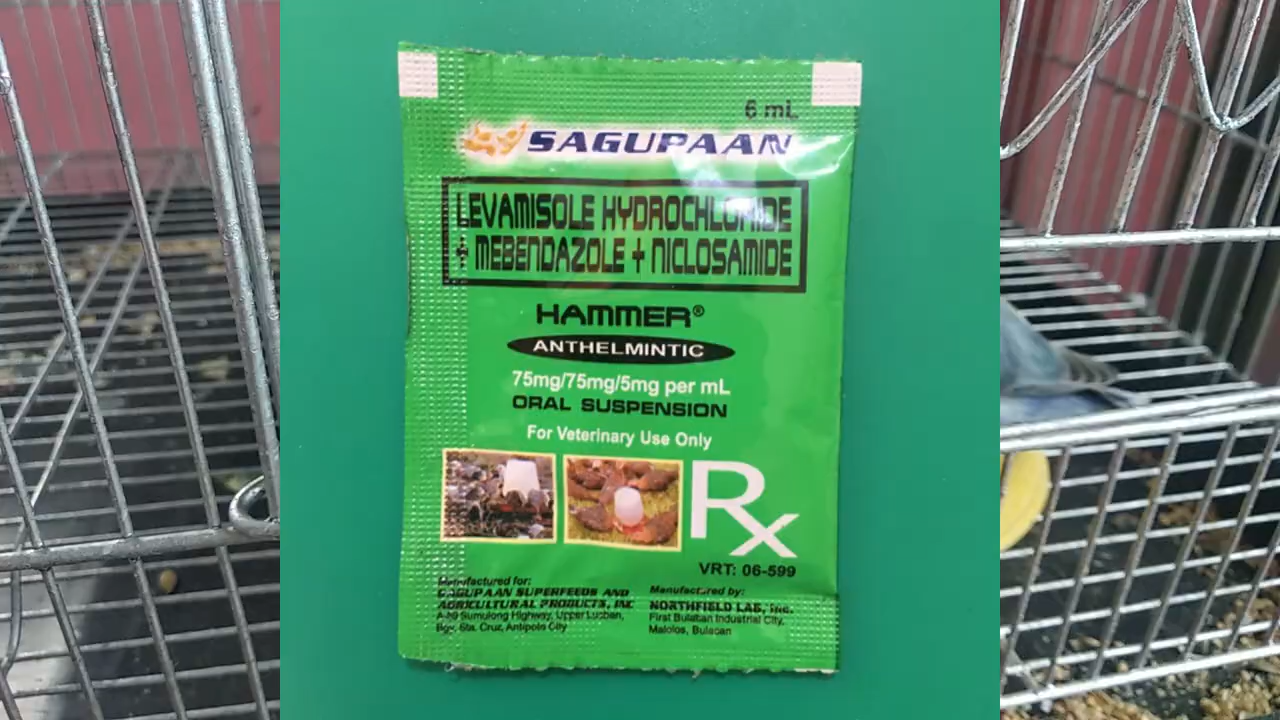 6 mL
SAGUPAAN
LEVAMISOLE HYDROCHLORIDE
+ MEBENDAZOLE + NICLOSAMIDE
HAMMER®
ANTHELMINTIC
75mg/75mg/5mg per mL
ORAL SUSPENSION
For Veterinary Use Only
Rx
VRT: 06-599
Manufactured for:
SAGUPAAN SUPERFEEDS AND
AGRICULTURAL PRODUCTS, INC
A-29 Sumulong Highway, Upper Lucban,
Bgy. Sta. Cruz, Antipolo City
Manufactured by:
NORTHFIELD LAB, Inc.
First Bulacan Industrial City,
Malolos, Bulacan